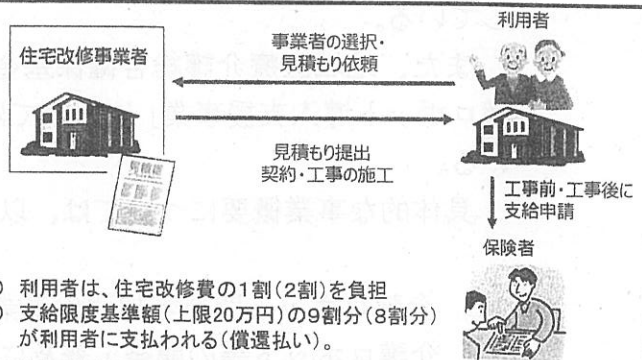 利用者
住宅改修事業者
事業者の選択・
見積もり依頼
見積もり提出
契約・工事の施工
工事前・工事後に
支給申請
保険者
利用者は、住宅改修費の1割(2割)を負担
支給限度基準額(上限20万円)の9割分(8割分)
が利用者に支払われる(償還払い)。